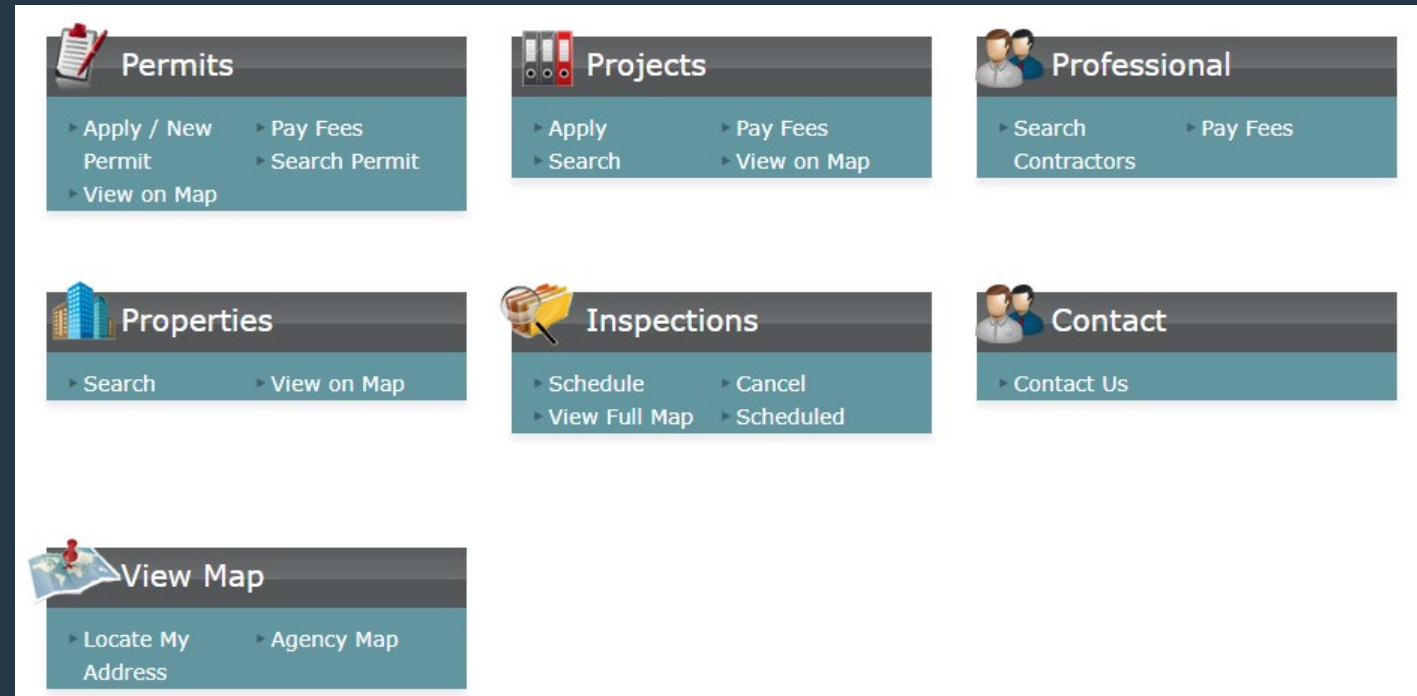 Permits
Apply / New
Permit
View on Map
Pay Fees
Search Permit
Projects
Apply
Search
Pay Fees
View on Map
Professional
Search
Contractors
Pay Fees
Properties
Search
View on Map
Inspections
Schedule
View Full Map
Cancel
Scheduled
Contact
Contact Us
View Map
Locate My
Address
Agency Map